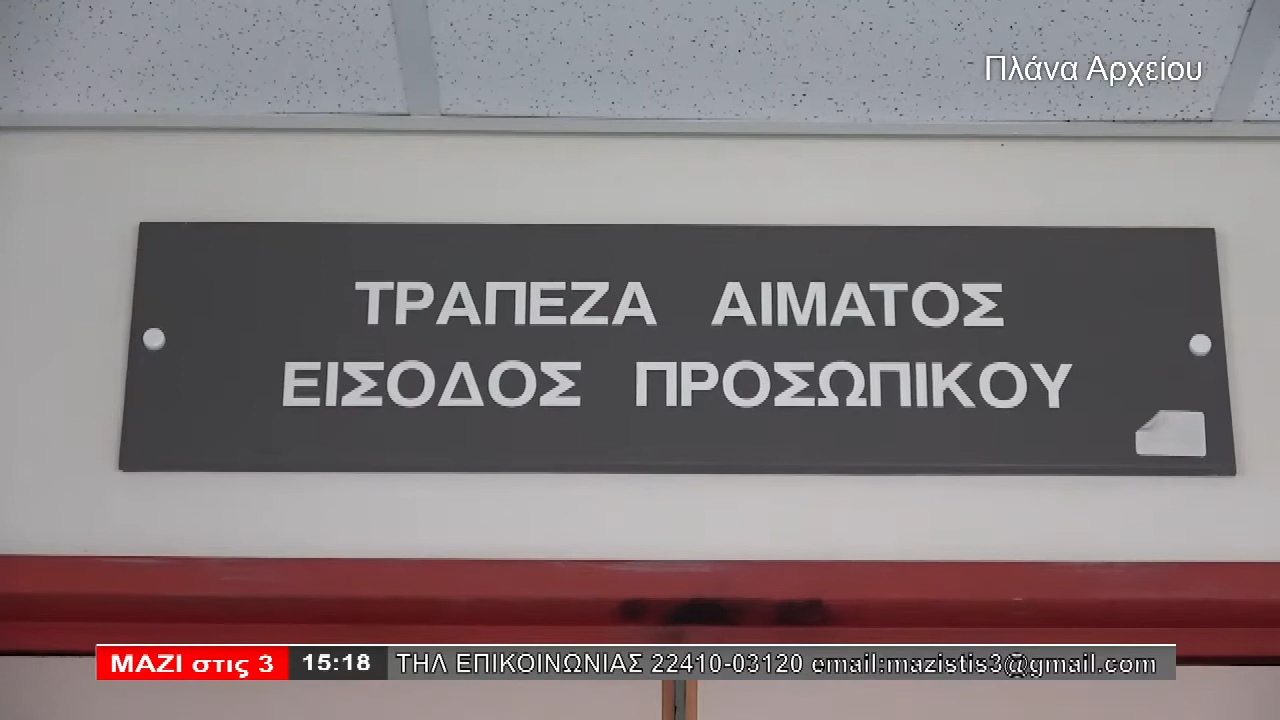 Πλάνα Αρχείου
ΤΡΑΠΕΖΑ ΑΙΜΑΤΟΣ
ΕΙΣΟΔΟΣ ΠΡΟΣΩΠΙΚΟΥ
ΜΑΖΙ στις 3 15:18 ΤΗΛ ΕΠΙΚΟΙΝΩΝΙΑΣ 22410-03120 email:mazistis3@gmail.com